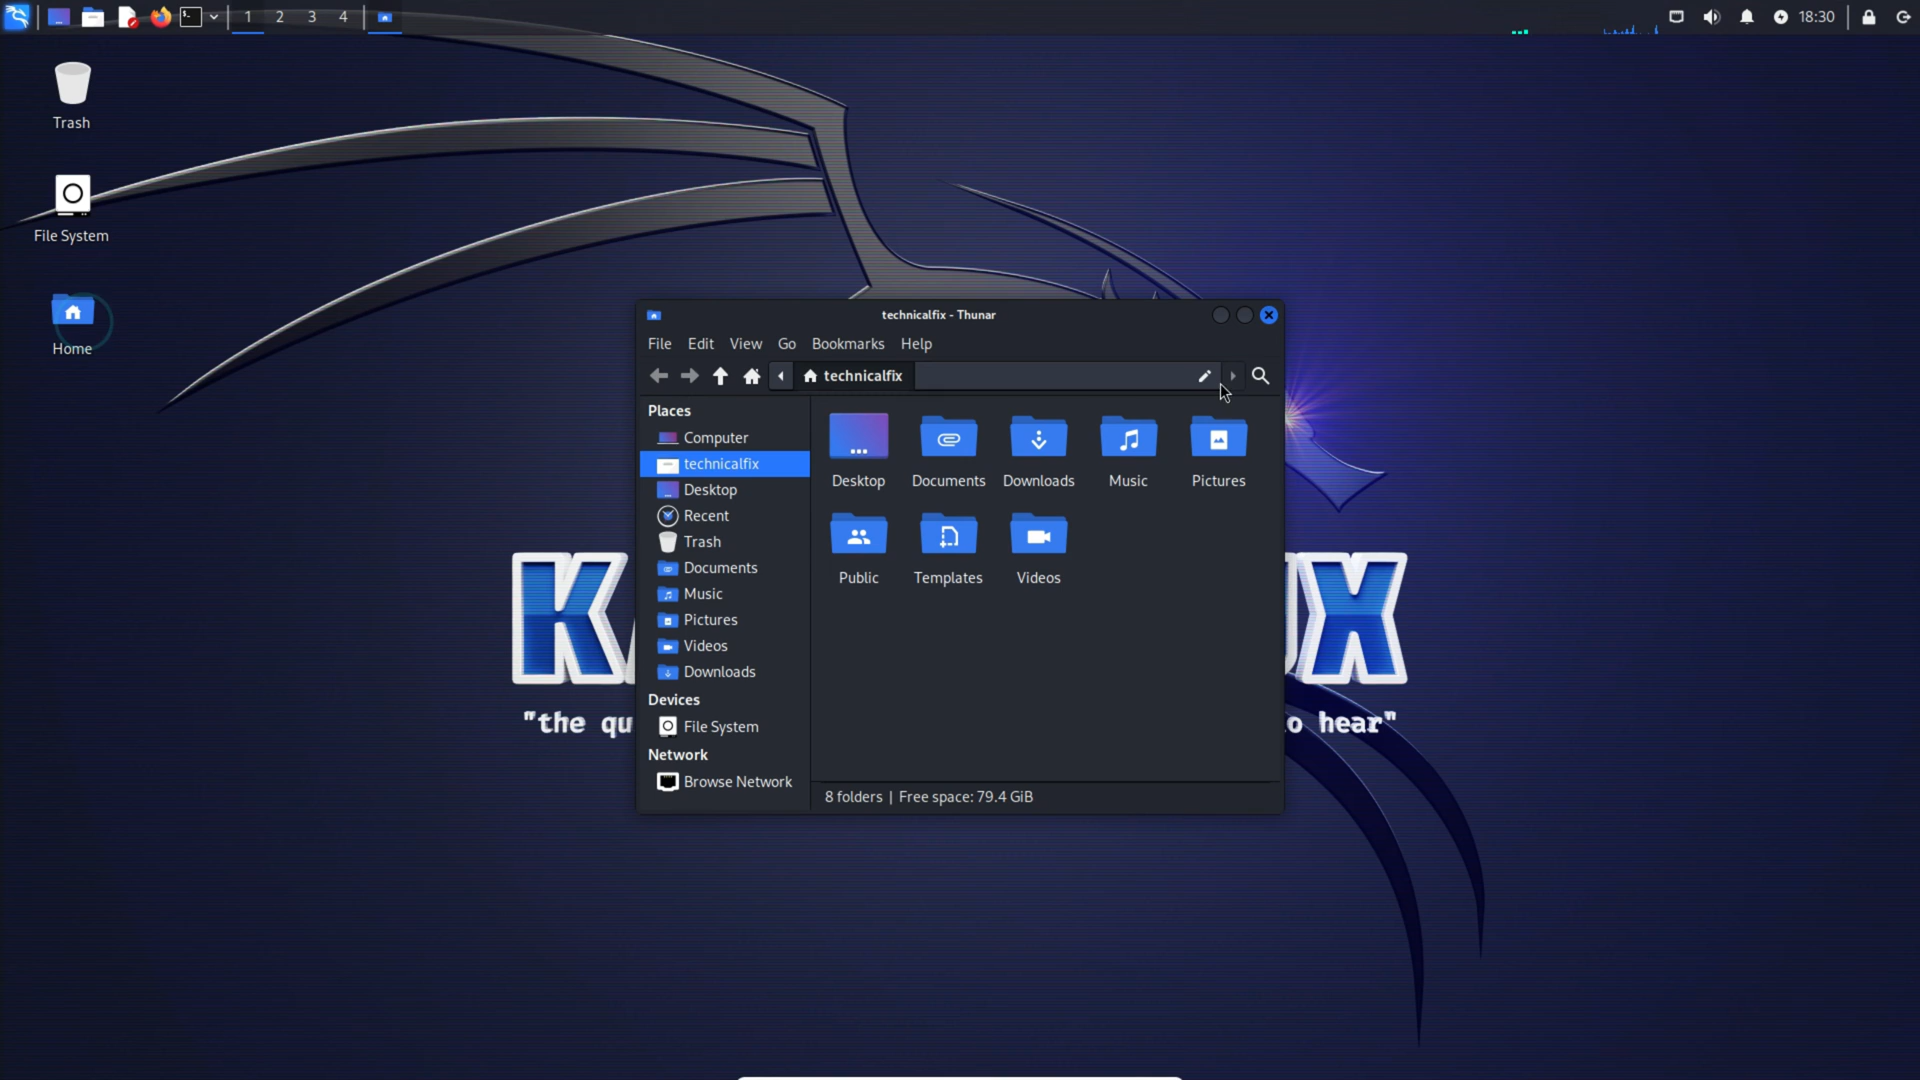 1 2 3 4
18:30
Trash
File System
Home
technicalfix - Thunar
File Edit View Go Bookmarks Help
technicalfix
Places
Computer
technicalfix
Desktop
Recent
Trash
Documents
Music
Pictures
Videos
Downloads
Devices
File System
Network
Browse Network
Desktop Documents Downloads Music Pictures
Public Templates Videos
8 folders | Free space: 79.4 GiB
K
X
"the qu
o hear"